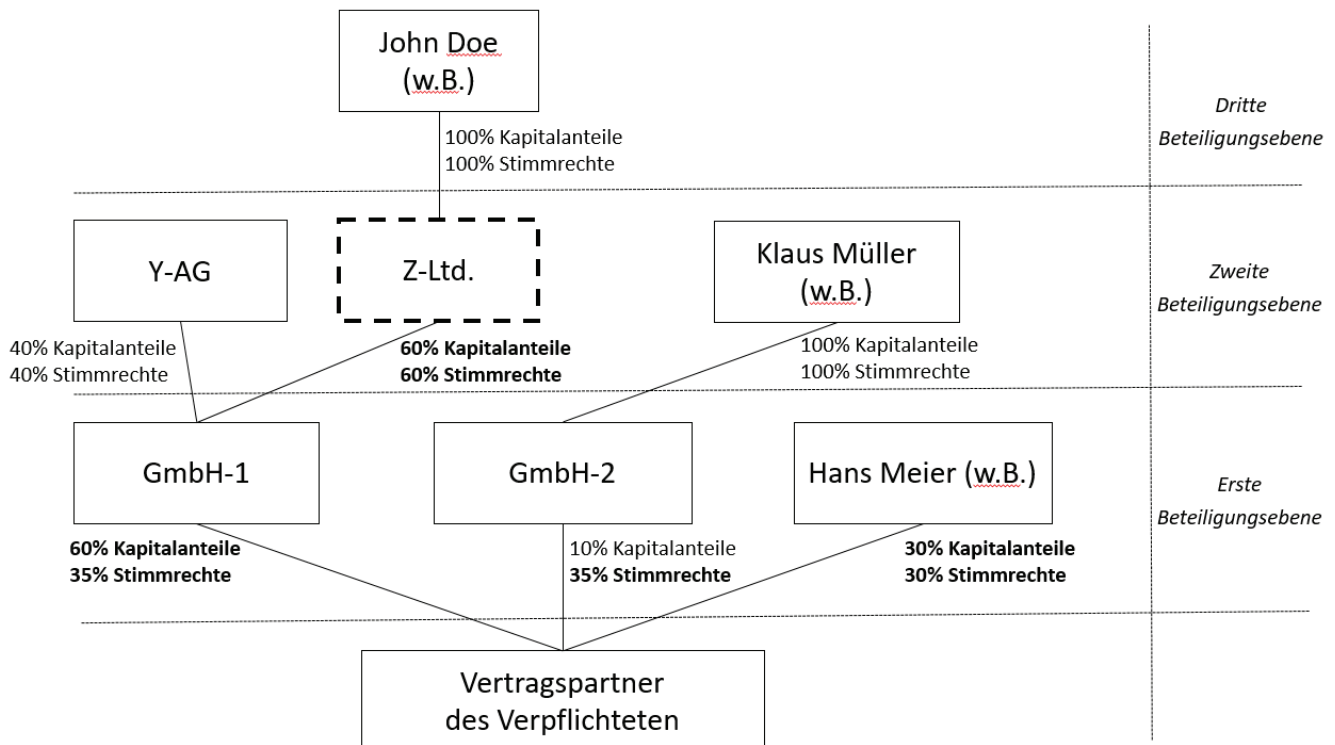 John Doe
(w.B.)
100% Kapitalanteile
100% Stimmrechte
Dritte
Beteiligungsebene
Y-AG
Z-Ltd.
Klaus Müller
(w.B.)
Zweite
Beteiligungsebene
40% Kapitalanteile
40% Stimmrechte
60% Kapitalanteile
60% Stimmrechte
100% Kapitalanteile
100% Stimmrechte
GmbH-1
GmbH-2
Hans Meier (w.B.)
Erste
Beteiligungsebene
60% Kapitalanteile
35% Stimmrechte
10% Kapitalanteile
35% Stimmrechte
30% Kapitalanteile
30% Stimmrechte
Vertragspartner
des Verpflichteten